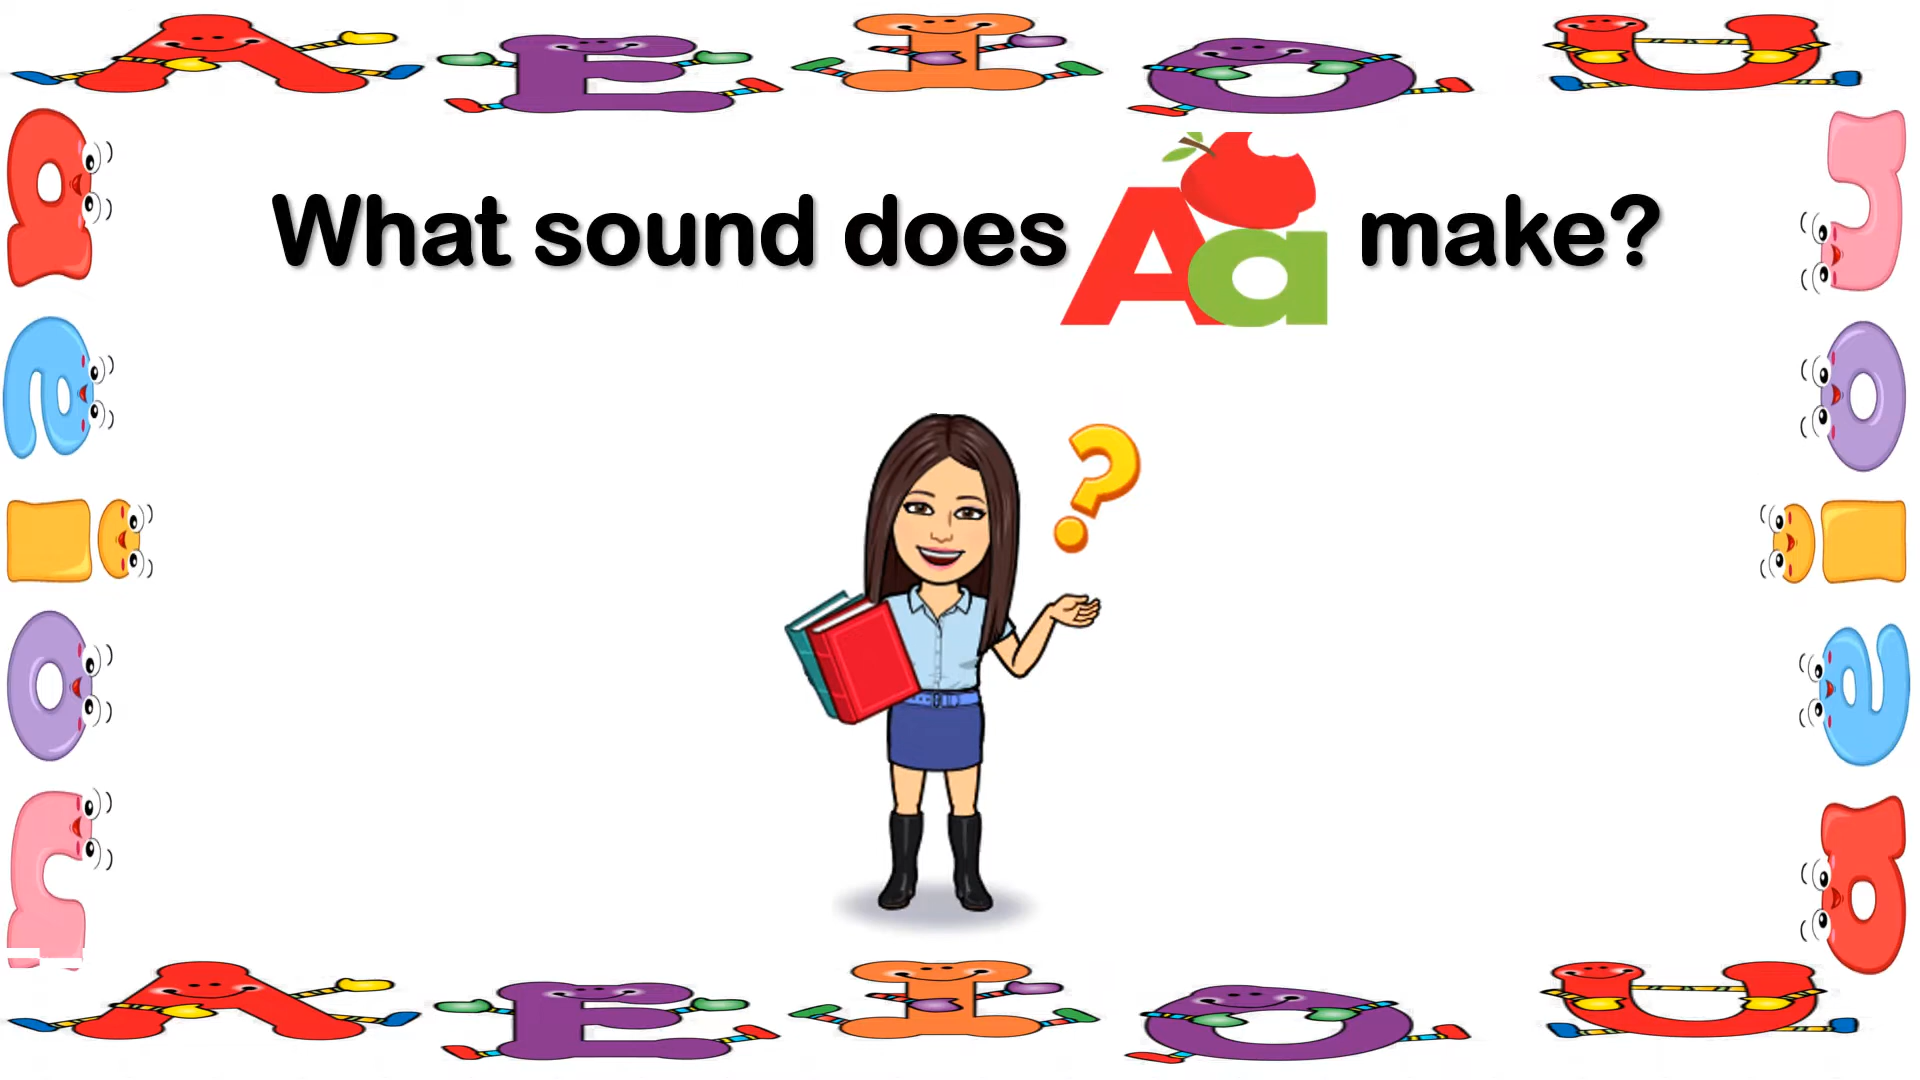 A E I O U
What sound does Aa make?
?
a e i o u
u o i e a
A E I O U